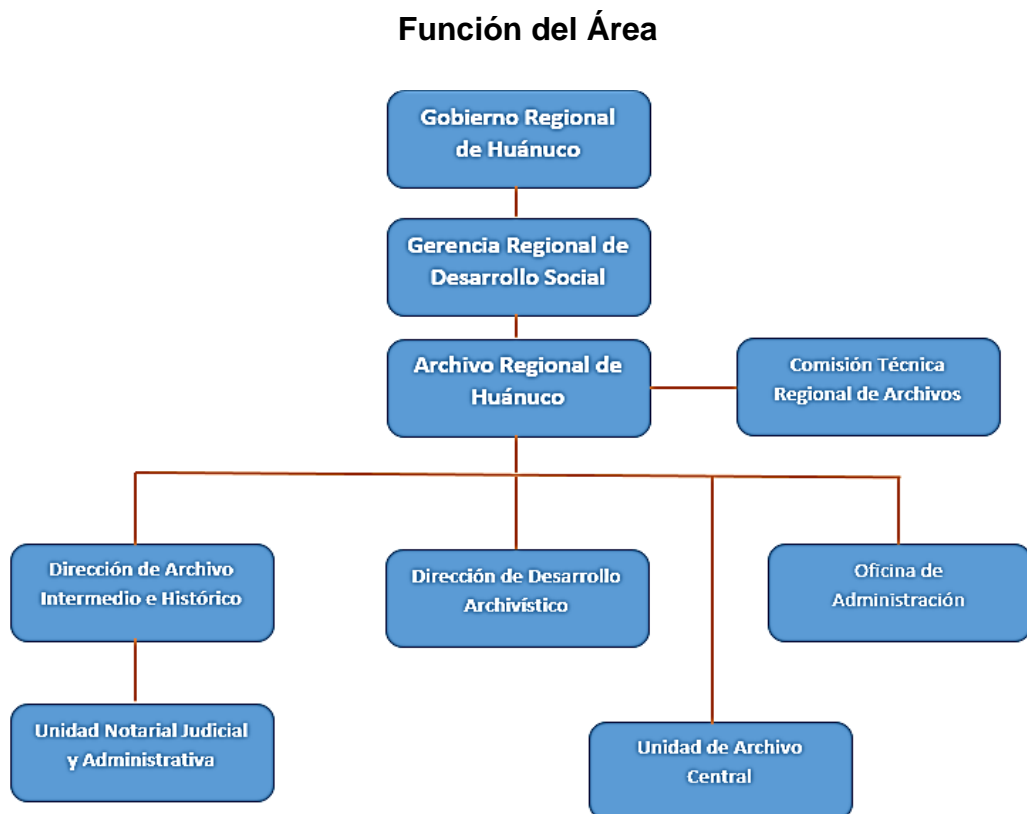 Función del Área
Gobierno Regional
de Huánuco
Gerencia Regional de
Desarrollo Social
Archivo Regional de
Huánuco
Comisión Técnica
Regional de Archivos
Dirección de Archivo
Intermedio e Histórico
Dirección de Desarrollo
Archivístico
Oficina de
Administración
Unidad Notarial Judicial
y Administrativa
Unidad de Archivo
Central